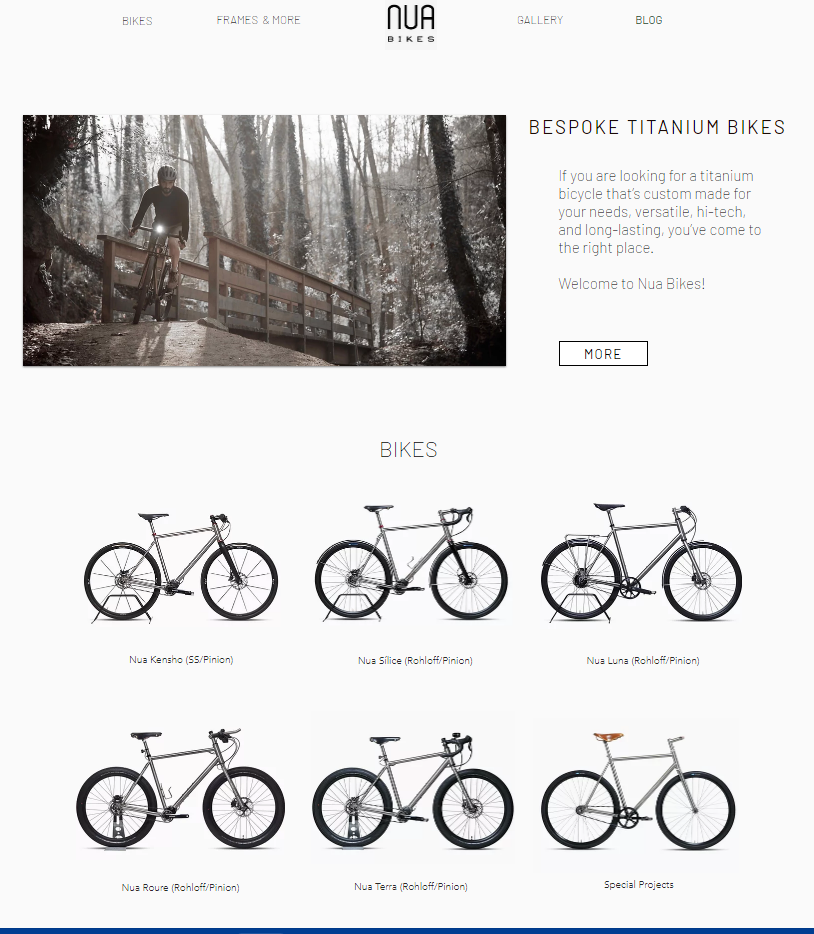 BIKES
FRAMES & MORE
NUA
BIKES
GALLERY
BLOG
BESPOKE TITANIUM BIKES
If you are looking for a titanium
bicycle that's custom made for
your needs, versatile, hi-tech,
and long-lasting, you've come to
the right place.
Welcome to Nua Bikes!
MORE
BIKES
Nua Kensho (SS/Pinion)
Nua Sílice (Rohloff/Pinion)
Nua Luna (Rohloff/Pinion)
Nua Roure (Rohloff/Pinion)
Nua Terra (Rohloff/Pinion)
Special Projects